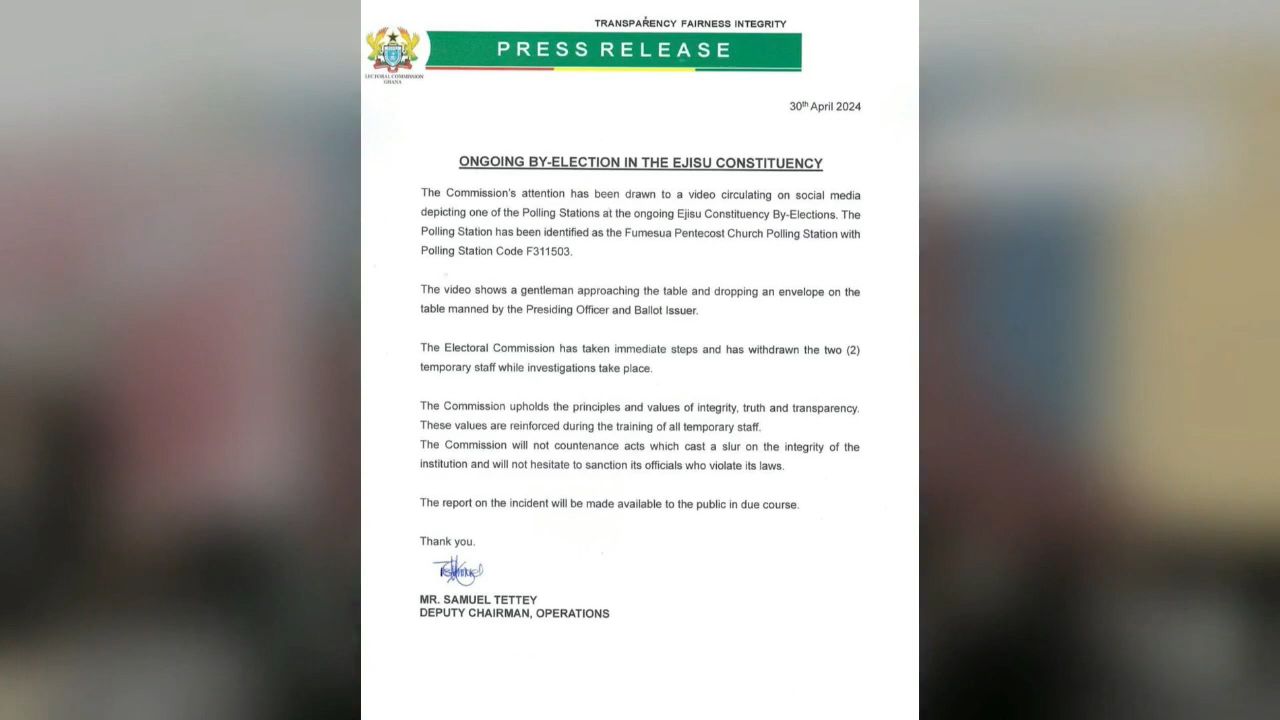 TRANSPARENCY FAIRNESS INTEGRITY
PRESS RELEASE
LECTORAL COMMISSION
GHANA
30th April 2024
ONGOING BY-ELECTION IN THE EJISU CONSTITUENCY
The Commission's attention has been drawn to a video circulating on social media
depicting one of the Polling Stations at the ongoing Ejisu Constituency By-Elections. The
Polling Station has been identified as the Fumesua Pentecost Church Polling Station with
Polling Station Code F311503.
The video shows a gentleman approaching the table and dropping an envelope on the
table manned by the Presiding Officer and Ballot Issuer.
The Electoral Commission has taken immediate steps and has withdrawn the two (2)
temporary staff while investigations take place.
The Commission upholds the principles and values of integrity, truth and transparency.
These values are reinforced during the training of all temporary staff.
The Commission will not countenance acts which cast a slur on the integrity of the
institution and will not hesitate to sanction its officials who violate its laws.
The report on the incident will be made available to the public in due course.
Thank you.
MR. SAMUEL TETTEY
DEPUTY CHAIRMAN, OPERATIONS